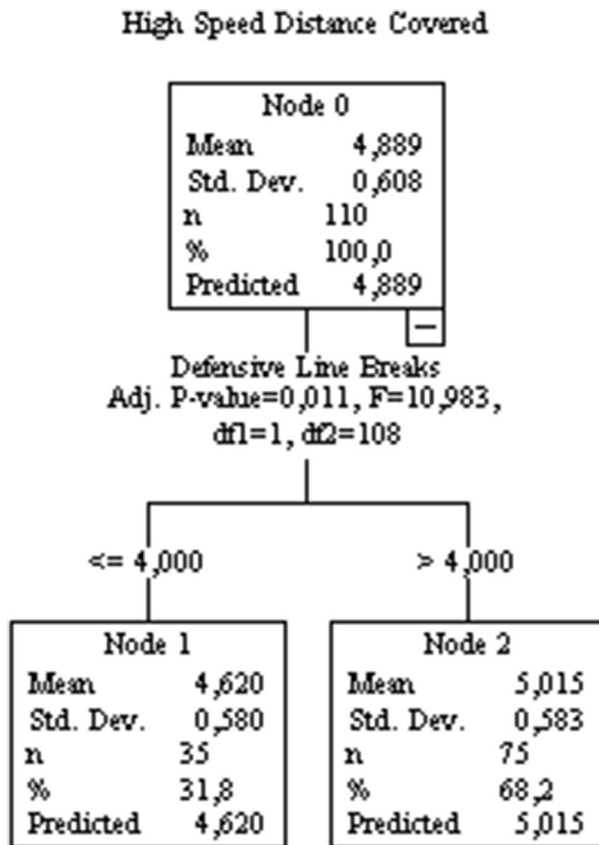 High Speed Distance Covered
Node 0
Mean 4,889
Std. Dev. 0,608
n 110
% 100,0
Predicted 4,889
Defensive Line Breaks
Adj. P-value=0,011, F=10,983,
df1=1, df2=108
<= 4,000
> 4,000
Node 1
Mean 4,620
Std. Dev. 0,580
n 35
% 31,8
Predicted 4,620
Node 2
Mean 5,015
Std. Dev. 0,583
n 75
% 68,2
Predicted 5,015